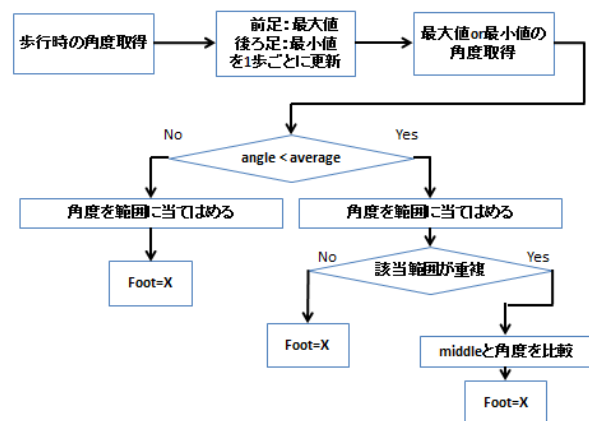 歩行時の角度取得
前足：最大値
後ろ足：最小値
を1歩ごとに更新
最大値or最小値の
角度取得
No
Yes
angle < average
角度を範囲に当てはめる
角度を範囲に当てはめる
Foot=X
No
Yes
該当範囲が重複
Foot=X
middleと角度を比較
Foot=X